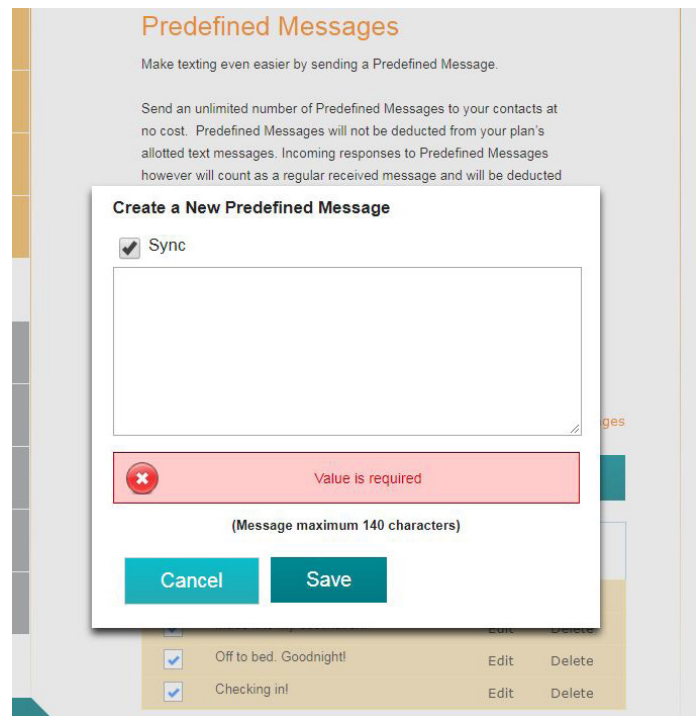 Predefined Messages
Make texting even easier by sending a Predefined Message.
Send an unlimited number of Predefined Messages to your contacts at
no cost. Predefined Messages will not be deducted from your plan's
allotted text messages. Incoming responses to Predefined Messages
however will count as a regular received message and will be deducted
Create a New Predefined Message
Sync
Value is required
(Message maximum 140 characters)
Cancel
Save
Edit Delete
Off to bed. Goodnight! Edit Delete
Checking in! Edit Delete